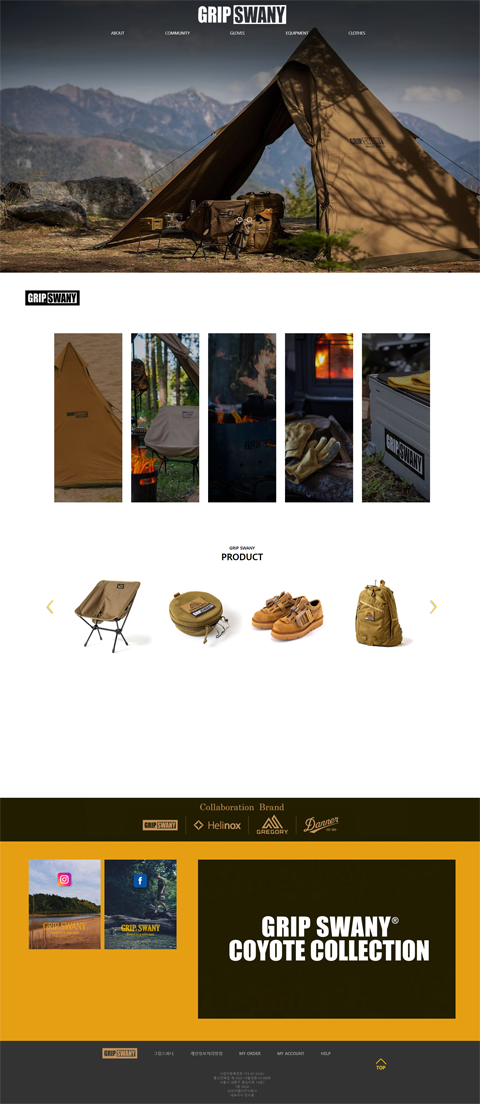 GRIP SWANY
ABOUT COMMUNITY GLOVES EQUIPMENT CLOTHES
GRIP SWANY
GRIP SWANY
GRIP SWANY
PRODUCT
Collaboration Brand
GRIP SWANY Helinox GREGORY Danner
GRIP SWANY
GRIP SWANY
GRIP SWANY®
COYOTE COLLECTION
GRIP SWANY 그립스와니 개인정보처리방침 MY ORDER MY ACCOUNT HELP
TOP